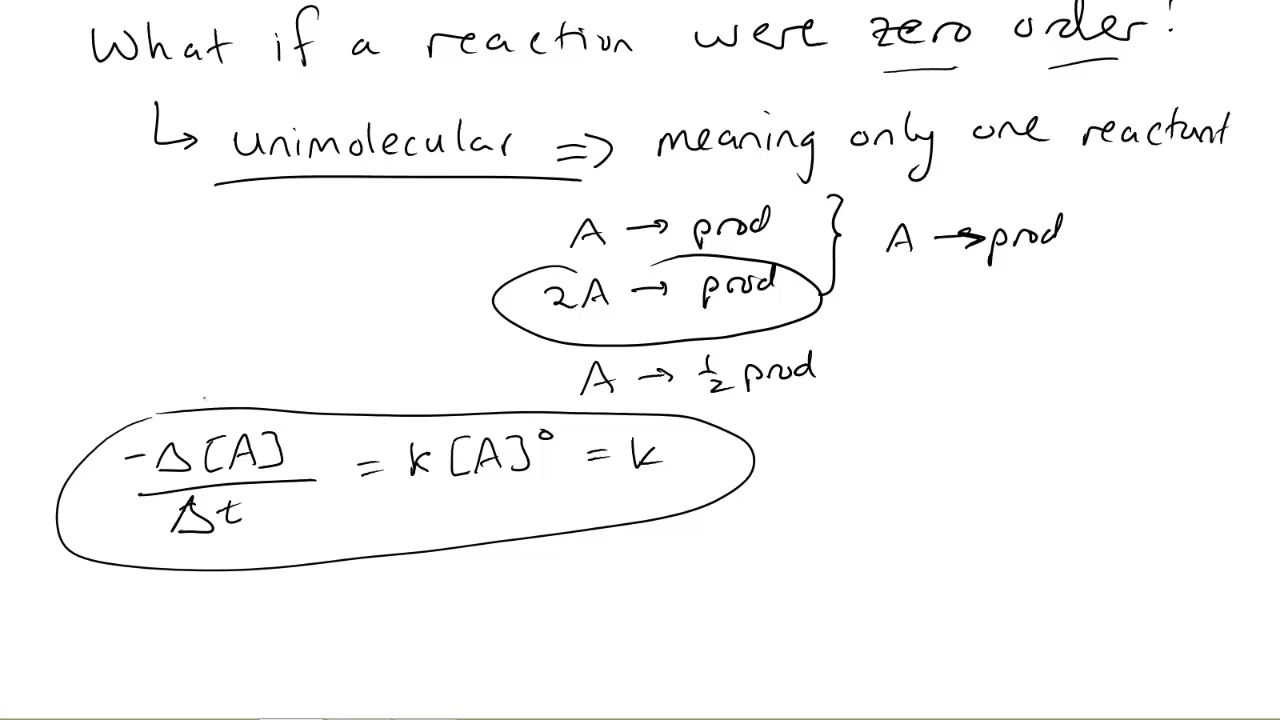 What if a reaction were zero order?
↳ unimolecular => meaning only one reactant
A → prod
2A → prod } A → prod
A → 1/2 prod
-Δ[A]/Δt = k[A]⁰ = k